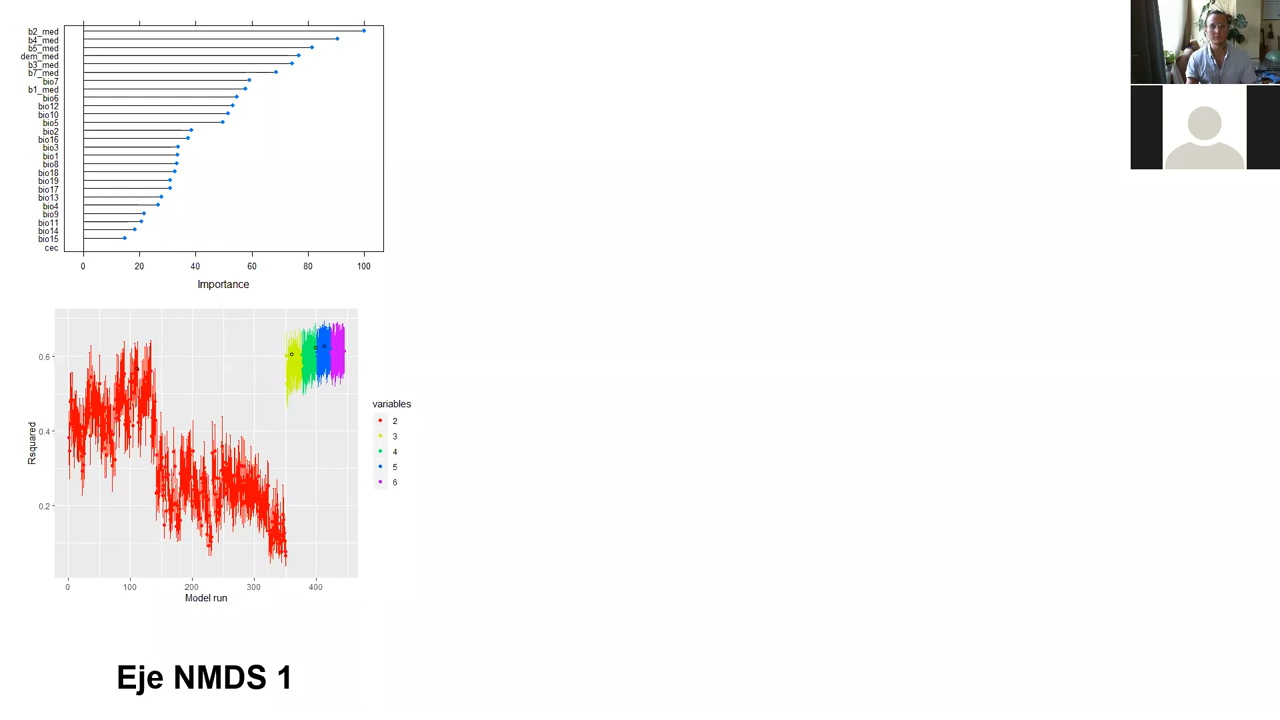 b2_med
b4_med
b5_med
dem_med
b3_med
b7_med
bio7
b1_med
bio6
bio12
bio10
bio5
bio2
bio16
bio3
bio1
bio8
bio18
bio19
bio17
bio13
bio4
bio9
bio11
bio14
bio15
cec
0 20 40 60 80 100
Importance
Rsquared
0.6
0.4
0.2
0 100 200 300 400
Model run
variables
2
3
4
5
6
Eje NMDS 1